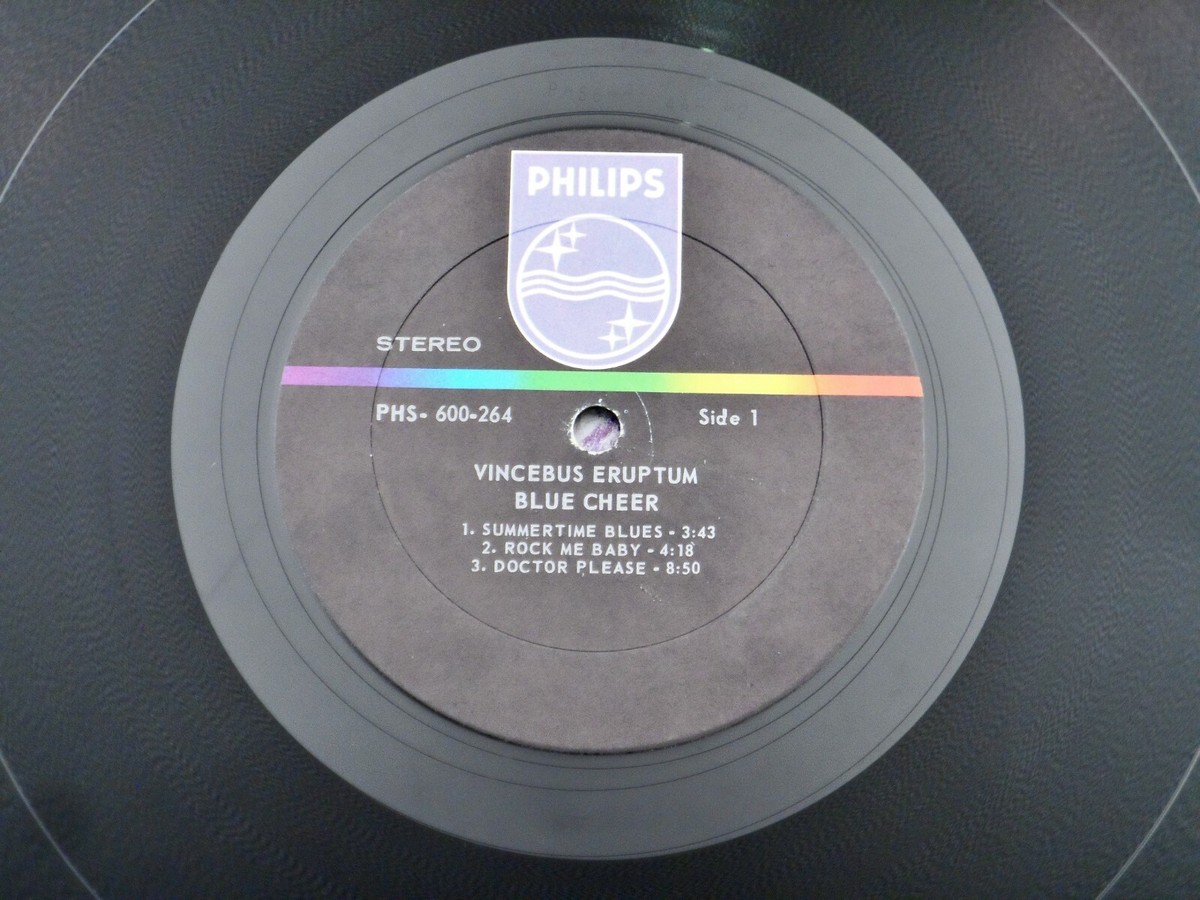 PHILIPS
STEREO
PHS- 600-264
Side 1
VINCEBUS ERUPTUM
BLUE CHEER
1. SUMMERTIME BLUES - 3:43
2. ROCK ME BABY - 4:18
3. DOCTOR PLEASE - 8:50